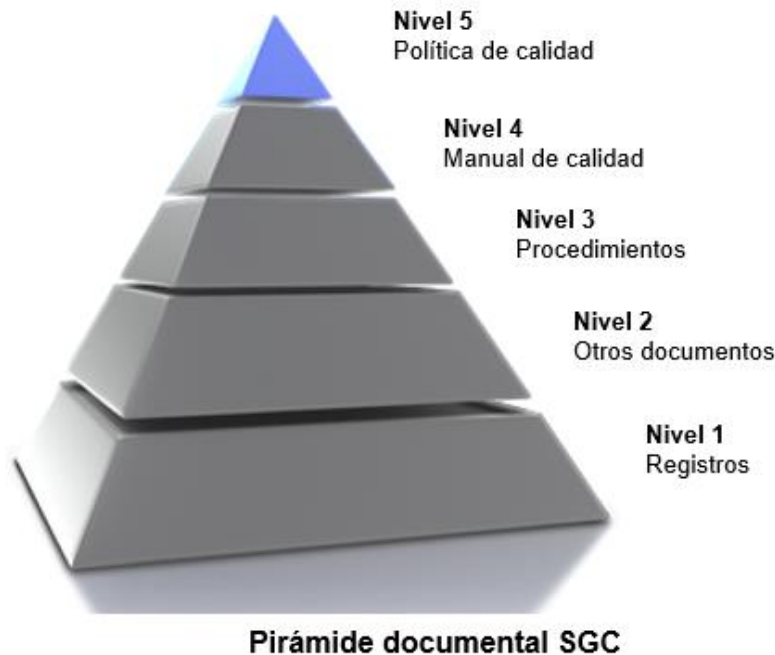 Nivel 5
Política de calidad
Nivel 4
Manual de calidad
Nivel 3
Procedimientos
Nivel 2
Otros documentos
Nivel 1
Registros
Pirámide documental SGC